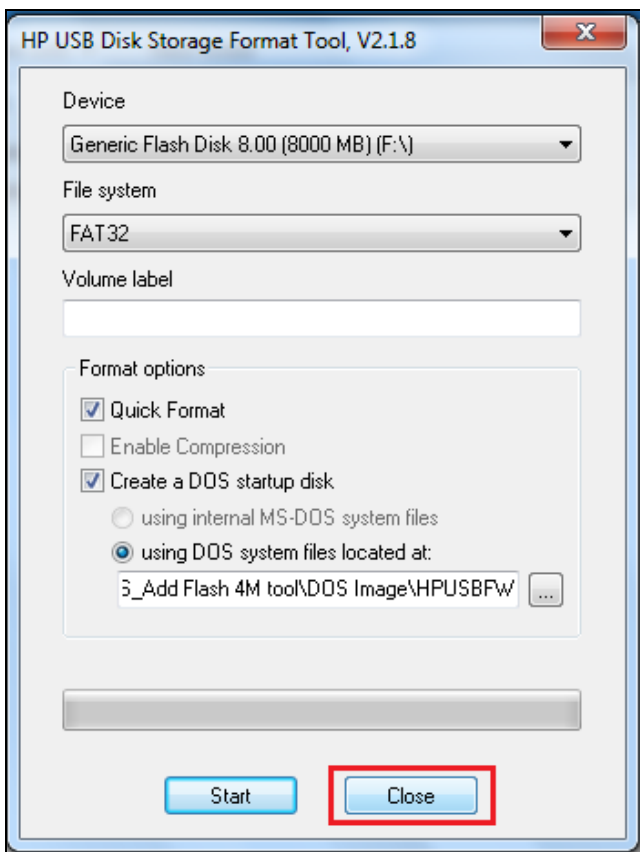 HP USB Disk Storage Format Tool, V2.1.8
Device
Generic Flash Disk 8.00 (8000 MB) (F:\)
File system
FAT32
Volume label
Format options
Quick Format
Enable Compression
Create a DOS startup disk
using internal MS-DOS system files
using DOS system files located at:
S_Add Flash 4M tool\DOS Image\HPUSBFW
...
Start
Close